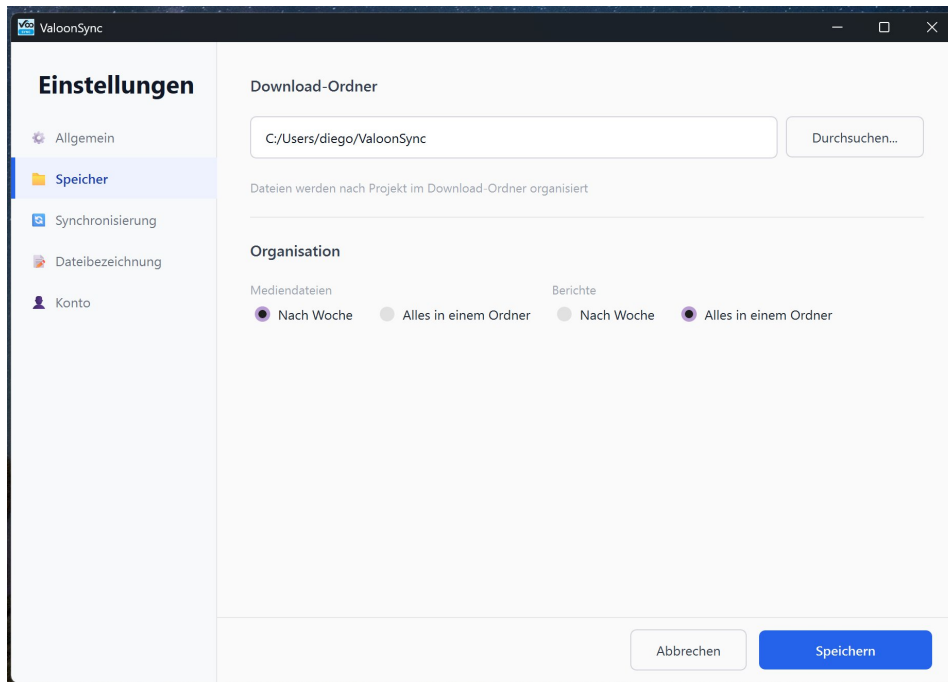 VOO
SYNC
ValoonSync
Einstellungen
Allgemein
Speicher
Synchronisierung
Dateibezeichnung
Konto
Download-Ordner
C:/Users/diego/ValoonSync
Durchsuchen...
Dateien werden nach Projekt im Download-Ordner organisiert
Organisation
Mediendateien
Nach Woche
Alles in einem Ordner
Berichte
Nach Woche
Alles in einem Ordner
Abbrechen
Speichern